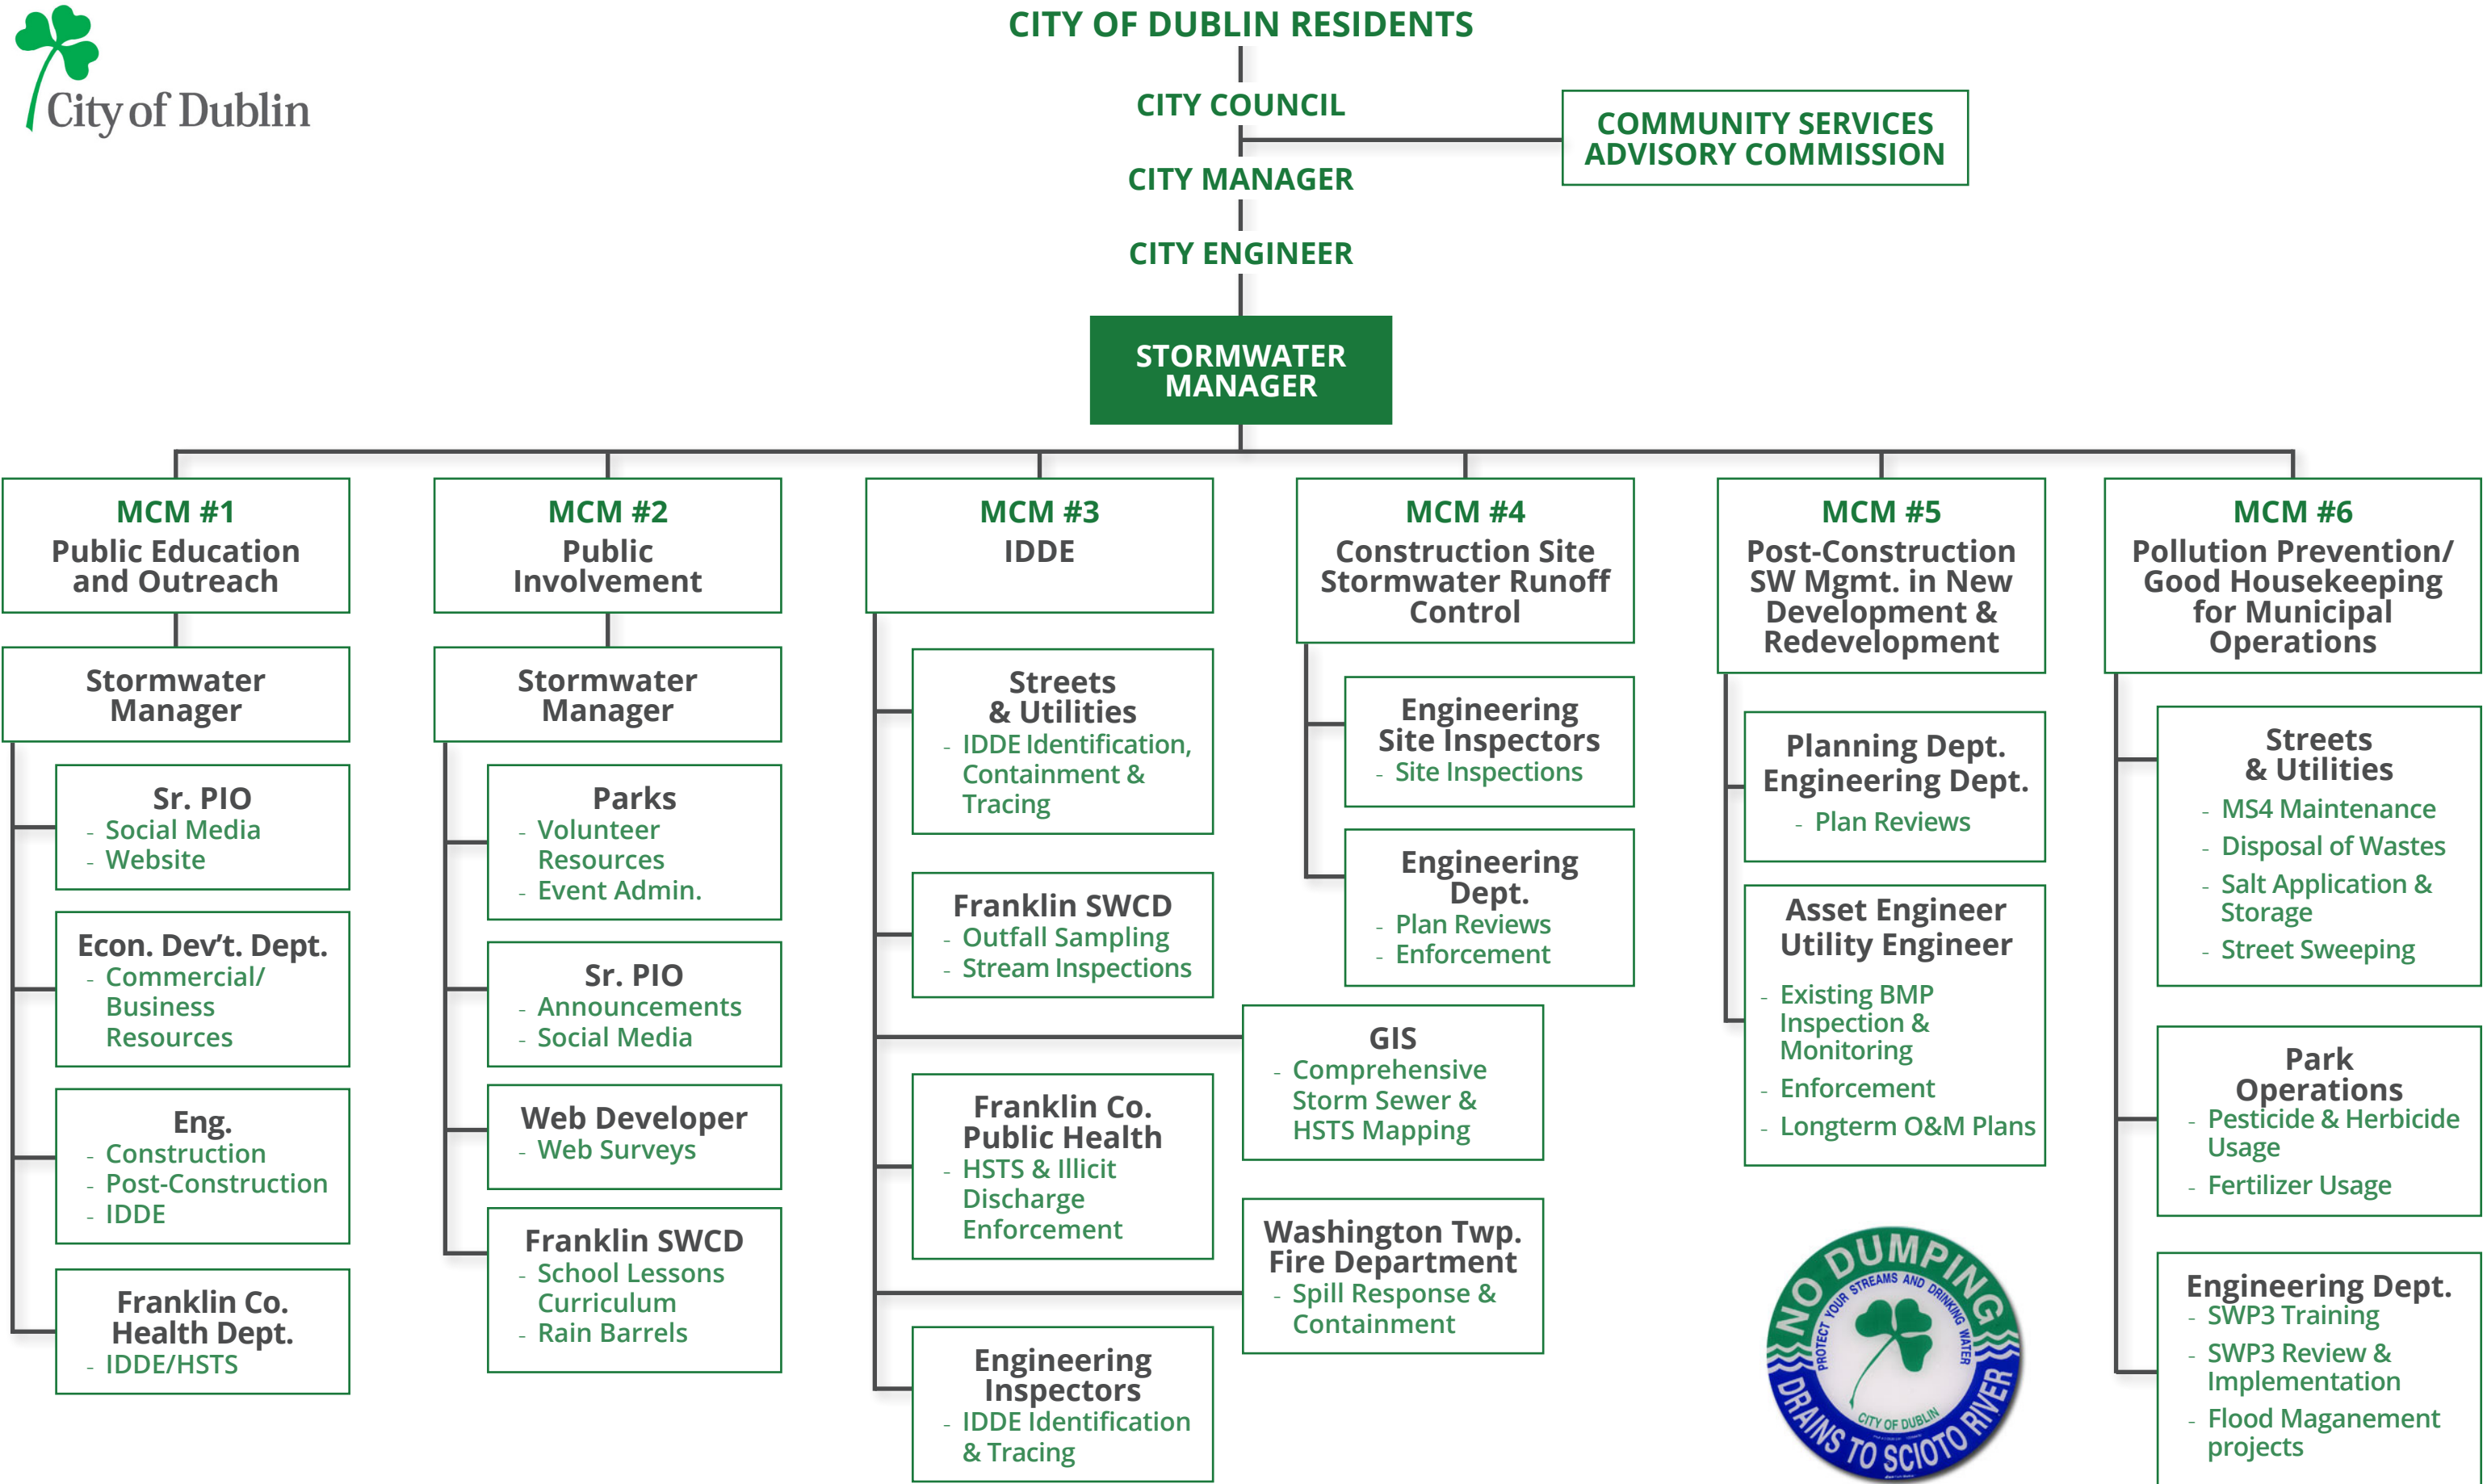 City of Dublin
CITY OF DUBLIN RESIDENTS
CITY COUNCIL
COMMUNITY SERVICES
ADVISORY COMMISSION
CITY MANAGER
CITY ENGINEER
STORMWATER
MANAGER
MCM #1
Public Education
and Outreach
Stormwater
Manager
Sr. PIO
- Social Media
- Website
Econ. Dev’t. Dept.
- Commercial/
Business
Resources
Eng.
- Construction
- Post-Construction
- IDDE
Franklin Co.
Health Dept.
- IDDE/HSTS
MCM #2
Public
Involvement
Stormwater
Manager
Parks
- Volunteer
Resources
- Event Admin.
Sr. PIO
- Announcements
- Social Media
Web Developer
- Web Surveys
Franklin SWCD
- School Lessons
Curriculum
- Rain Barrels
MCM #3
IDDE
Streets
& Utilities
- IDDE Identification,
Containment &
Tracing
Franklin SWCD
- Outfall Sampling
- Stream Inspections
GIS
- Comprehensive
Storm Sewer &
HSTS Mapping
Franklin Co.
Public Health
- HSTS & Illicit
Discharge
Enforcement
Washington Twp.
Fire Department
- Spill Response &
Containment
Engineering
Inspectors
- IDDE Identification
& Tracing
MCM #4
Construction Site
Stormwater Runoff
Control
Engineering
Site Inspectors
- Site Inspections
Engineering
Dept.
- Plan Reviews
- Enforcement
MCM #5
Post-Construction
SW Mgmt. in New
Development &
Redevelopment
Planning Dept.
Engineering Dept.
- Plan Reviews
Asset Engineer
Utility Engineer
- Existing BMP
Inspection &
Monitoring
- Enforcement
- Longterm O&M Plans
MCM #6
Pollution Prevention/
Good Housekeeping
for Municipal
Operations
Streets
& Utilities
- MS4 Maintenance
- Disposal of Wastes
- Salt Application &
Storage
- Street Sweeping
Park
Operations
- Pesticide & Herbicide
Usage
- Fertilizer Usage
Engineering Dept.
- SWP3 Training
- SWP3 Review &
Implementation
- Flood Maganement
projects
NO DUMPING
PROTECT YOUR STREAMS AND DRINKING WATER
CITY OF DUBLIN
DRAINS TO SCIOTO RIVER